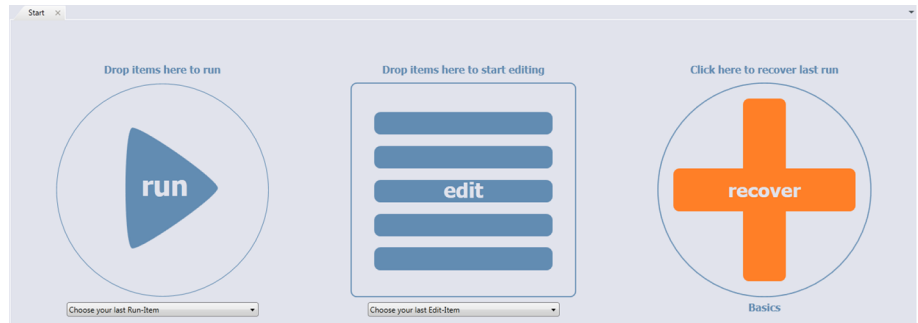 Start
Drop items here to run
Drop items here to start editing
Click here to recover last run
run
edit
recover
Choose your last Run-Item
Choose your last Edit-Item
Basics